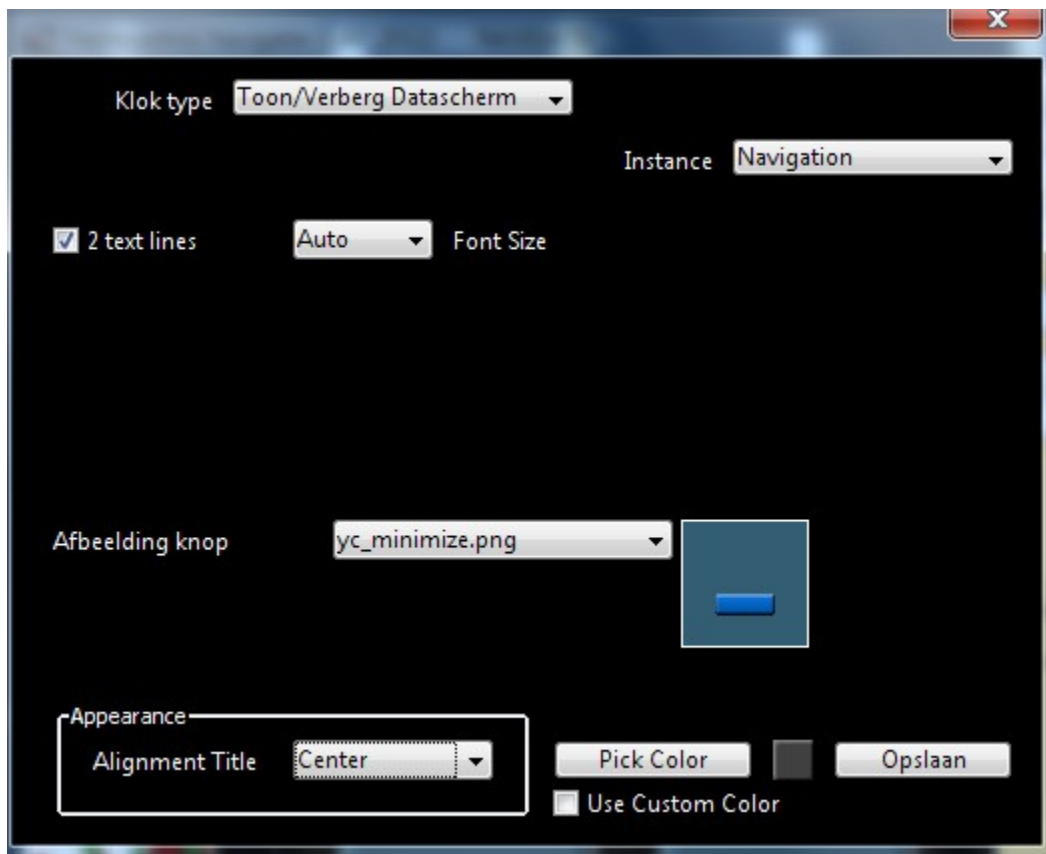 Klok type Toon/Verberg Datascherm
Instance Navigation
2 text lines Auto Font Size
Afbeelding knop yc_minimize.png
Appearance
Alignment Title Center Pick Color Opslaan
Use Custom Color